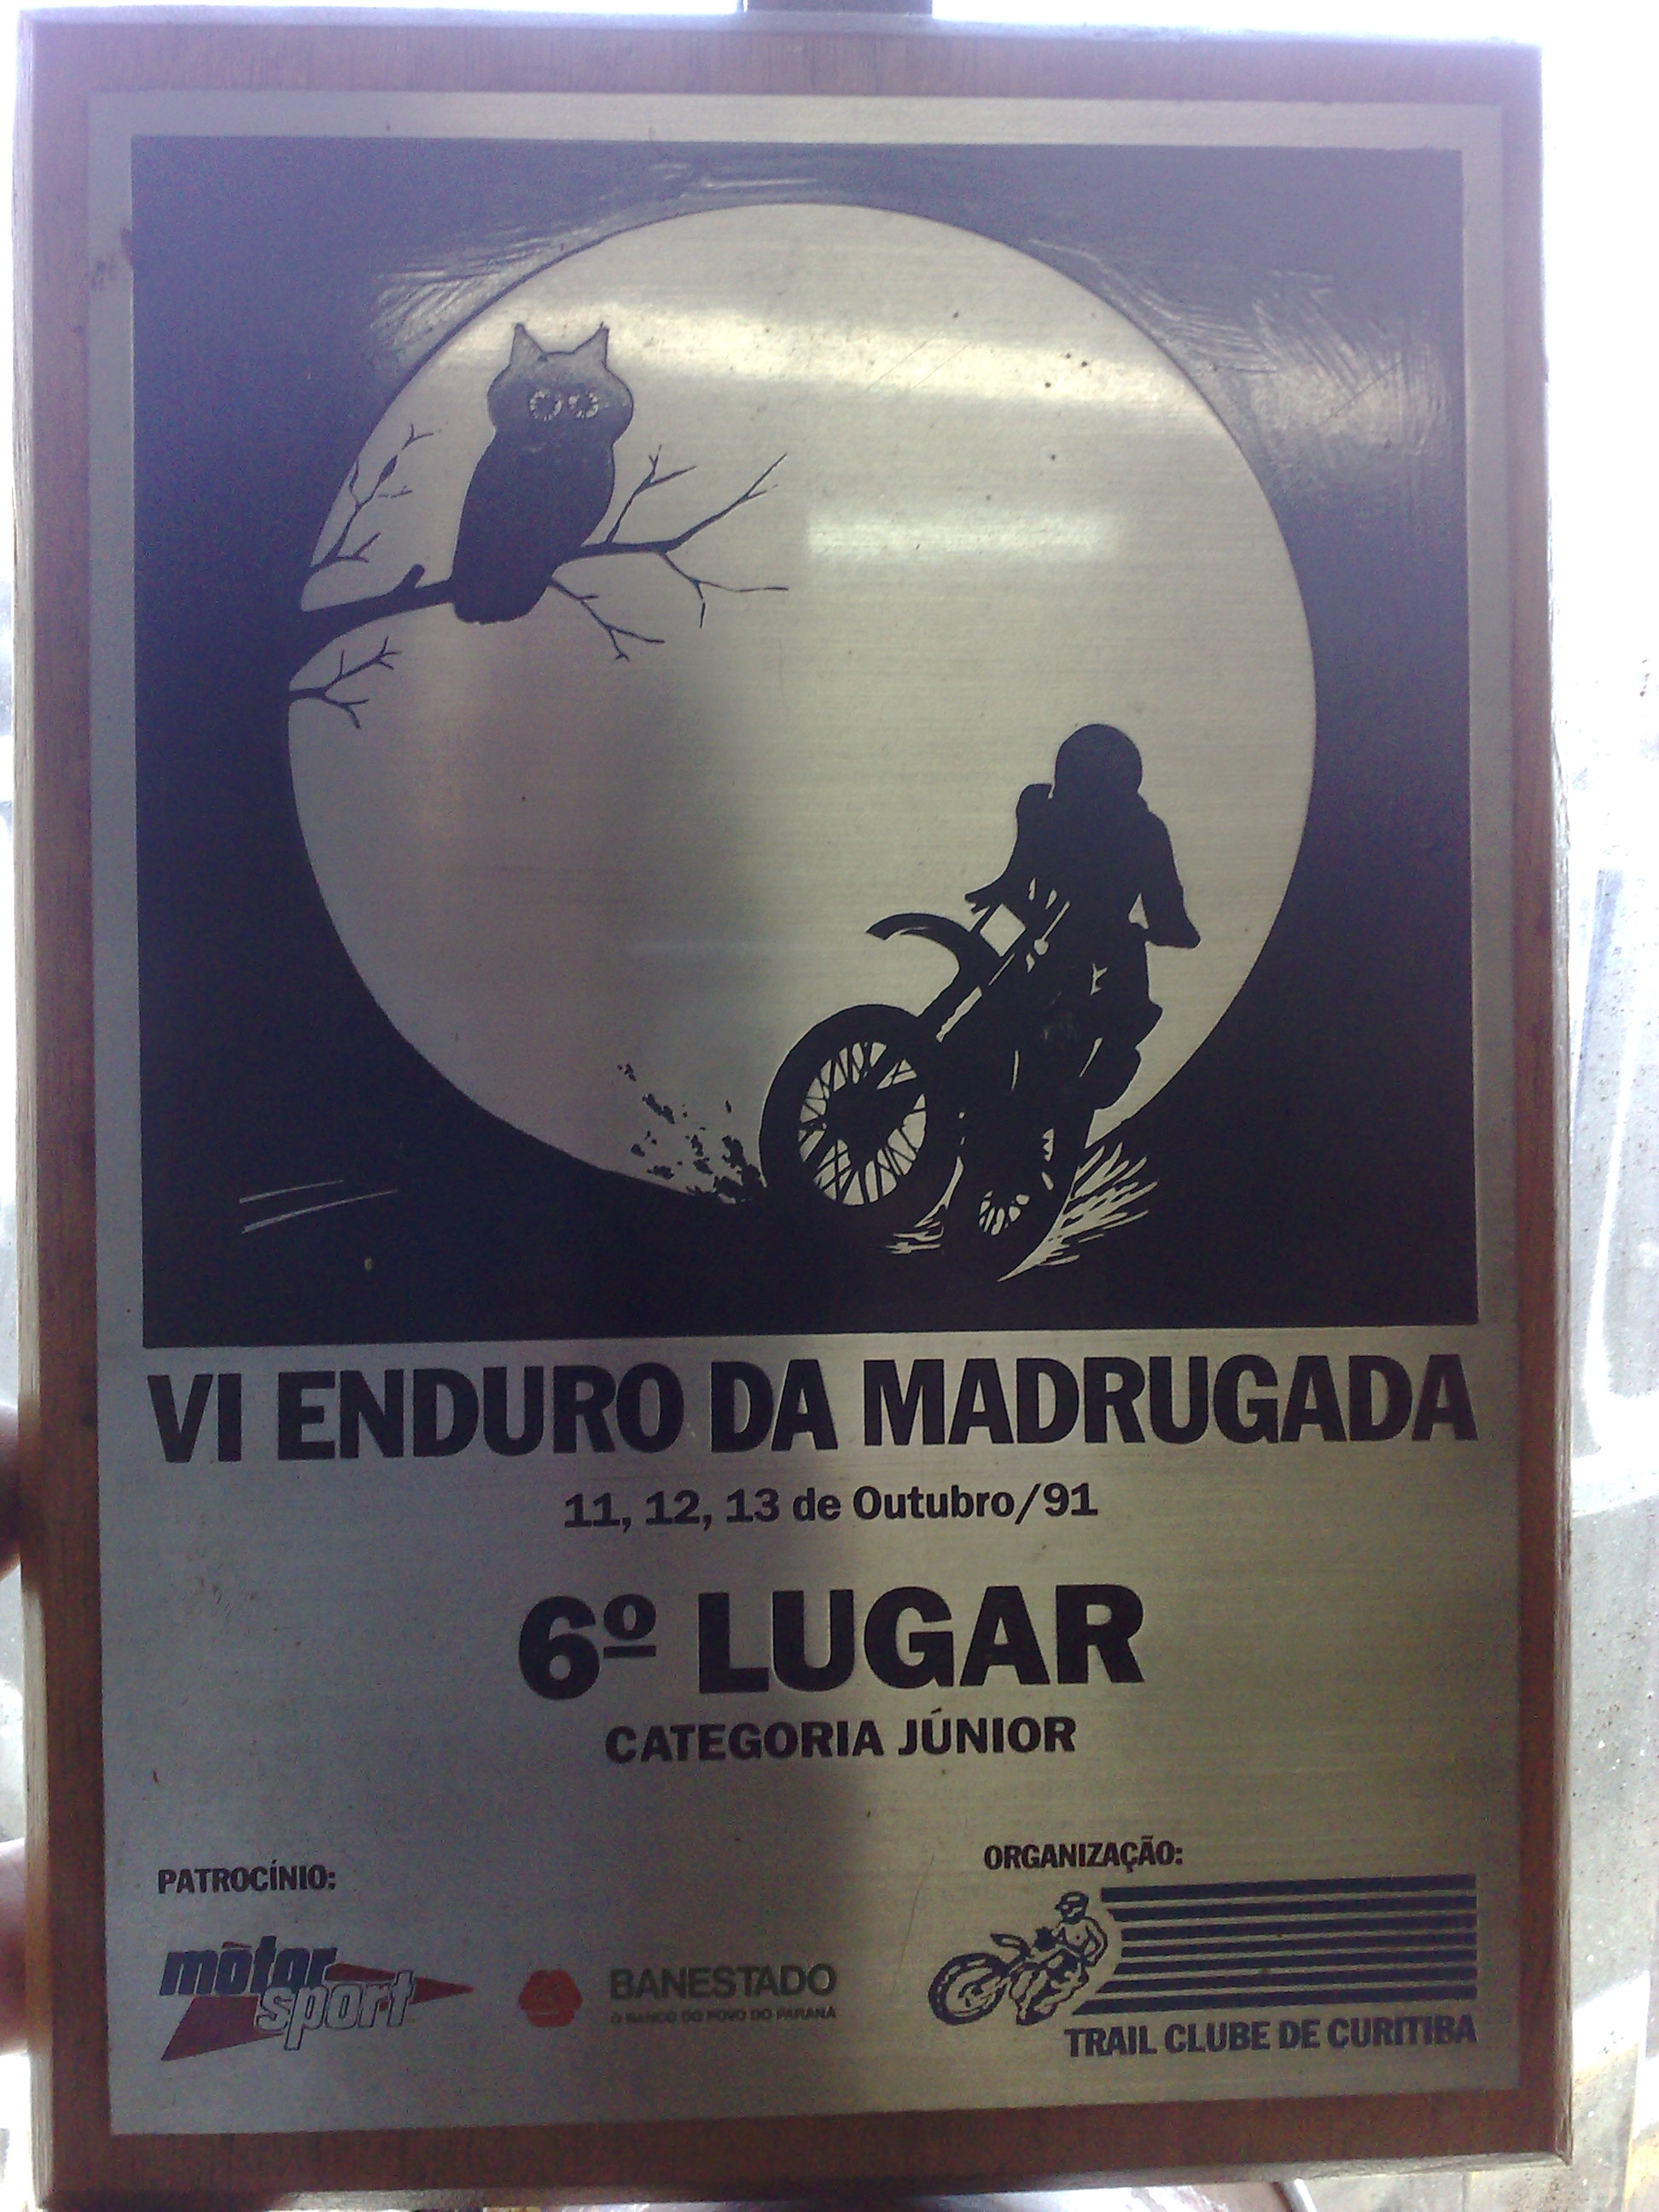 VI ENDURO DA MADRUGADA
11, 12, 13 de Outubro/91
6º LUGAR
CATEGORIA JÚNIOR
PATROCÍNIO:
ORGANIZAÇÃO:
motor
sport
BANESTADO
O BANCO DO POVO DO PARANÁ
TRAIL CLUBE DE CURITIBA